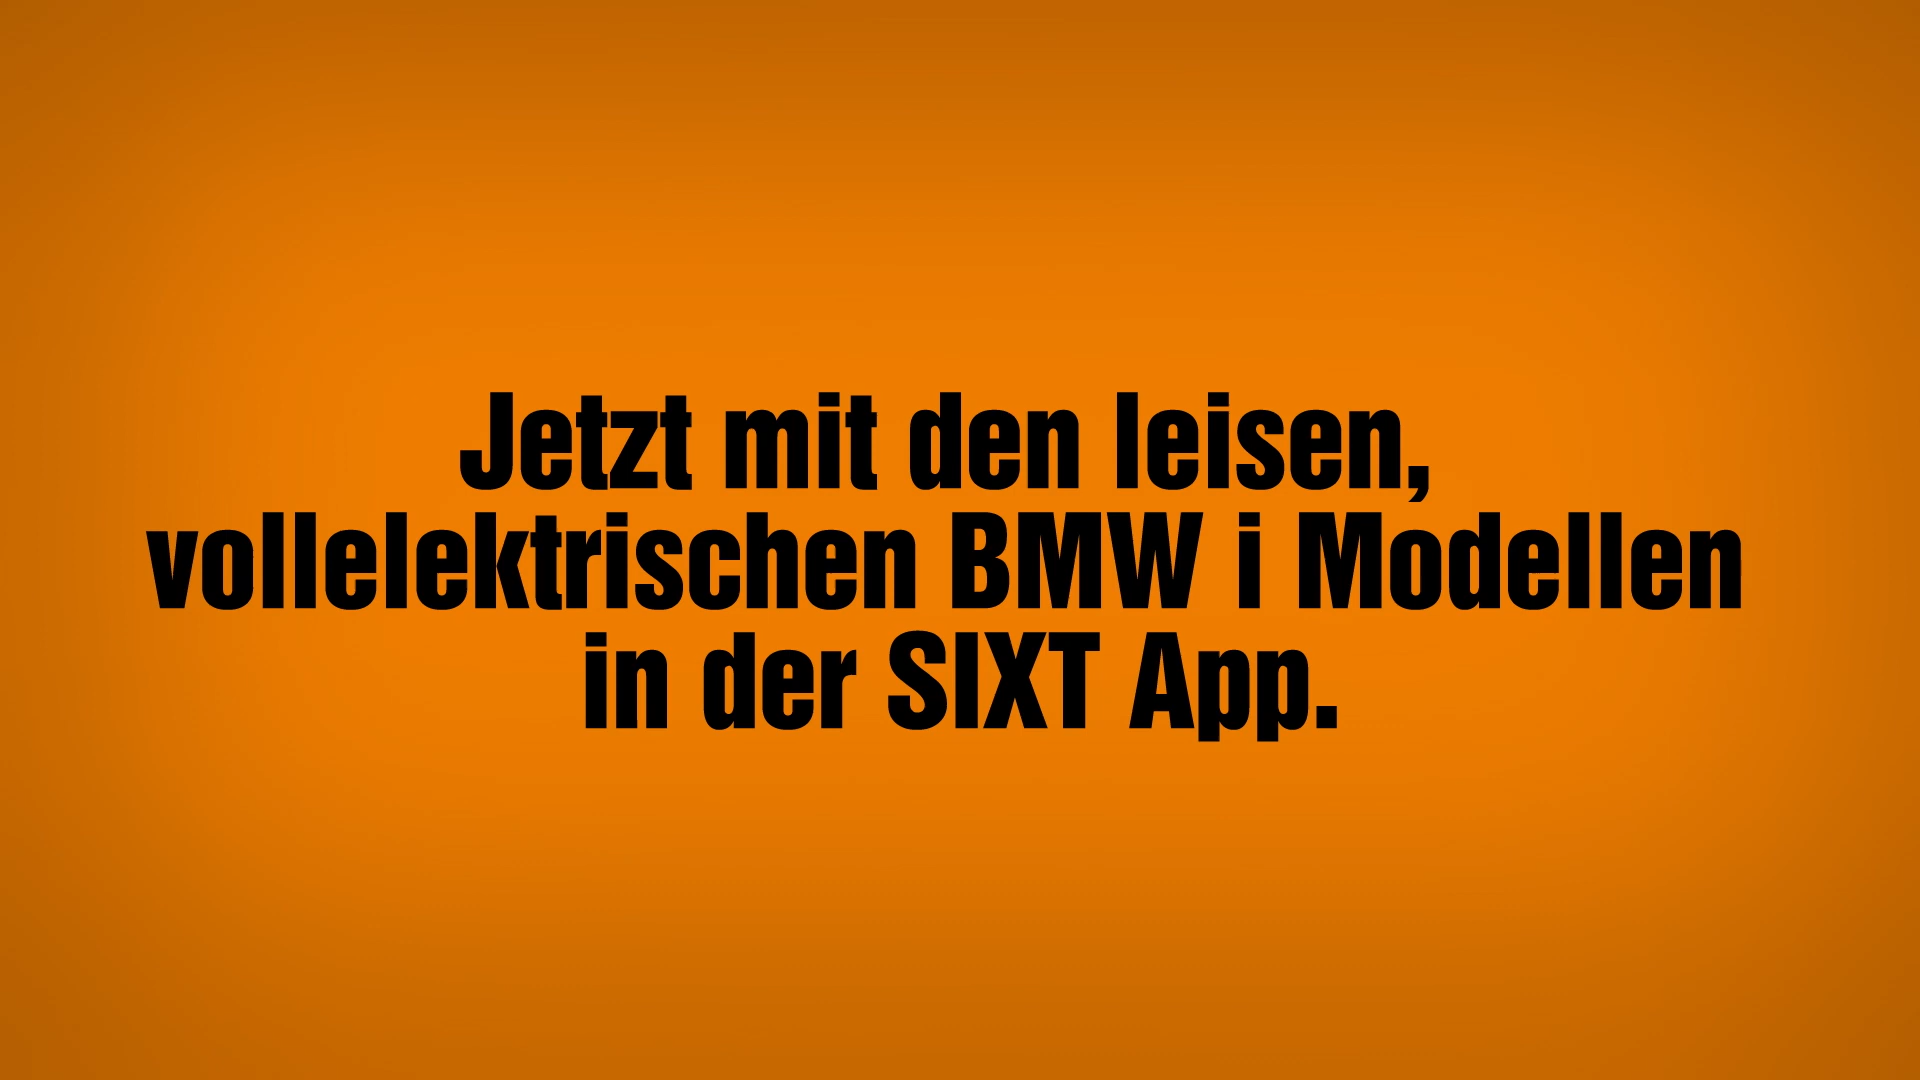 Jetzt mit den leisen,
vollelektrischen BMW i Modellen
in der SIXT App.